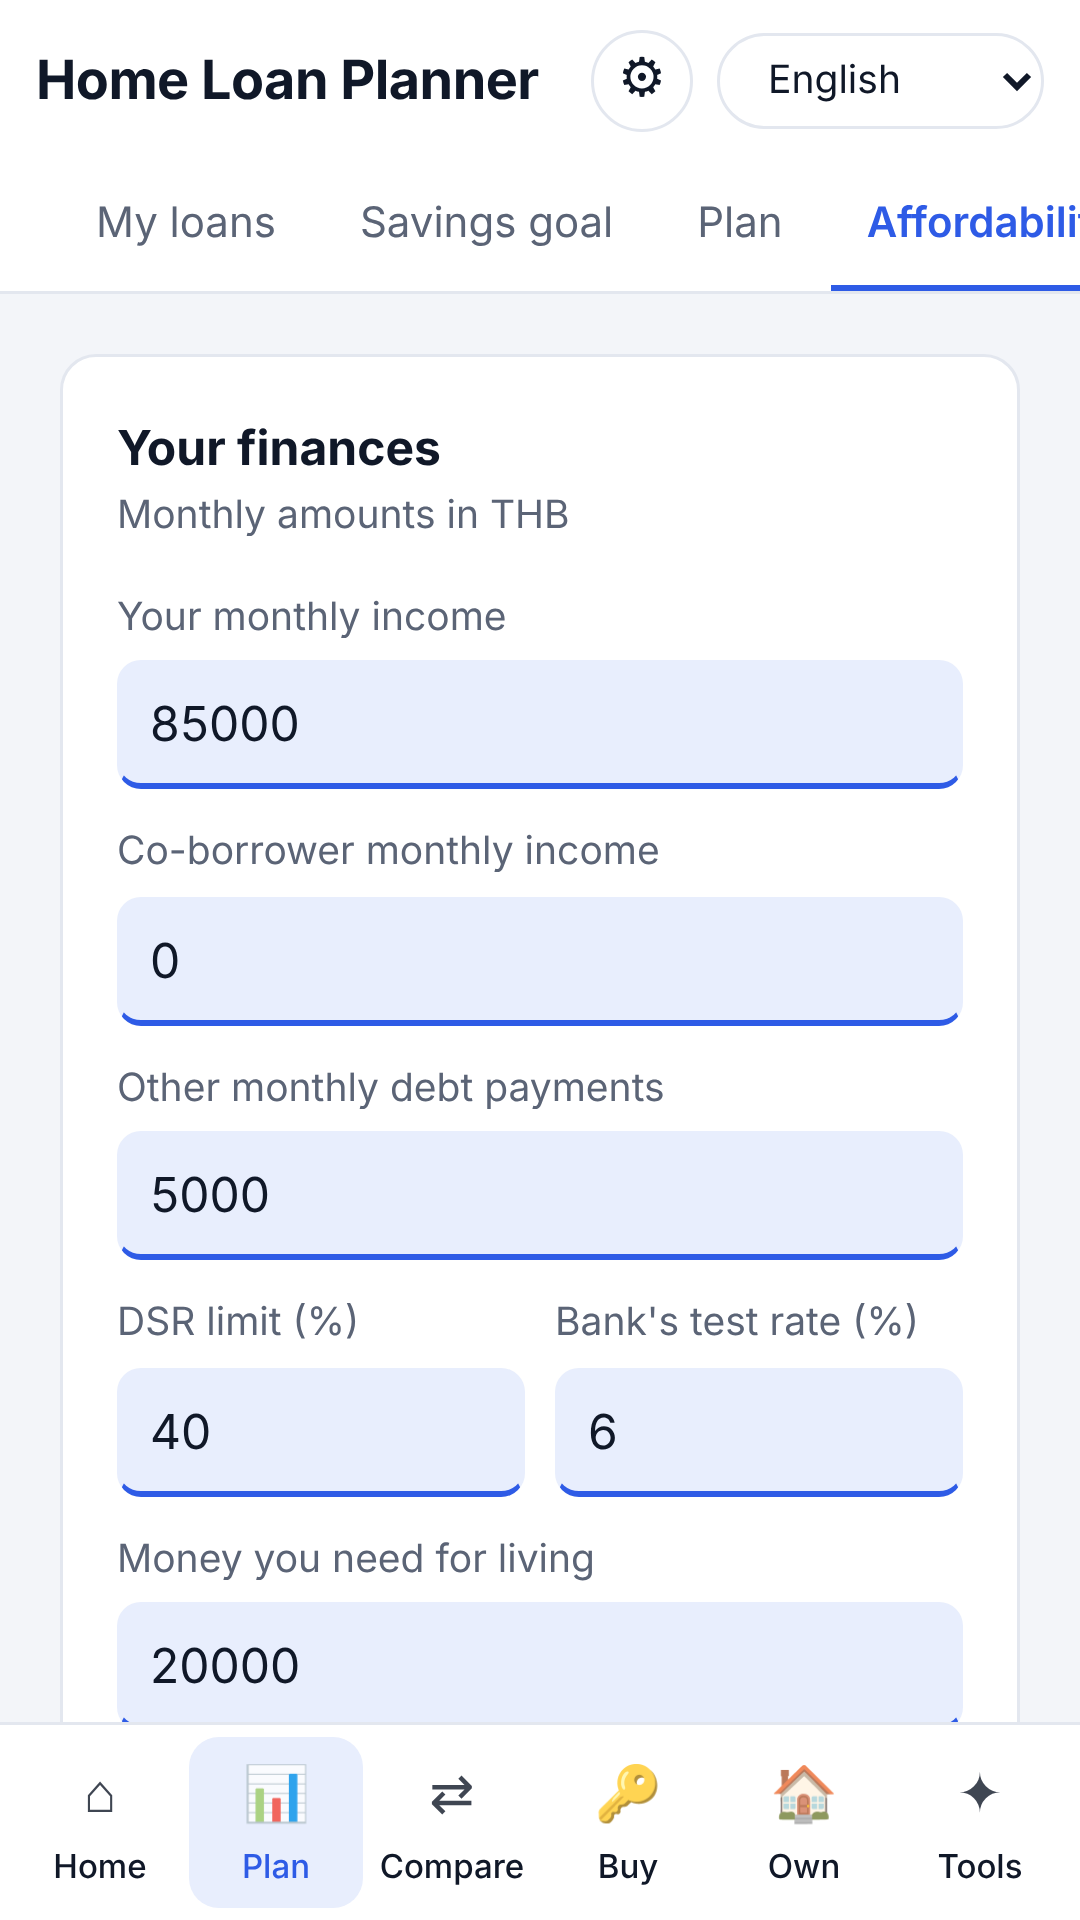 Home Loan Planner
English
My loans
Savings goal
Plan
Affordabili
Your finances
Monthly amounts in THB
Your monthly income
85000
Co-borrower monthly income
0
Other monthly debt payments
5000
DSR limit (%)
Bank's test rate (%)
40
6
Money you need for living
20000
Home
Plan
Compare
Buy
Own
Tools